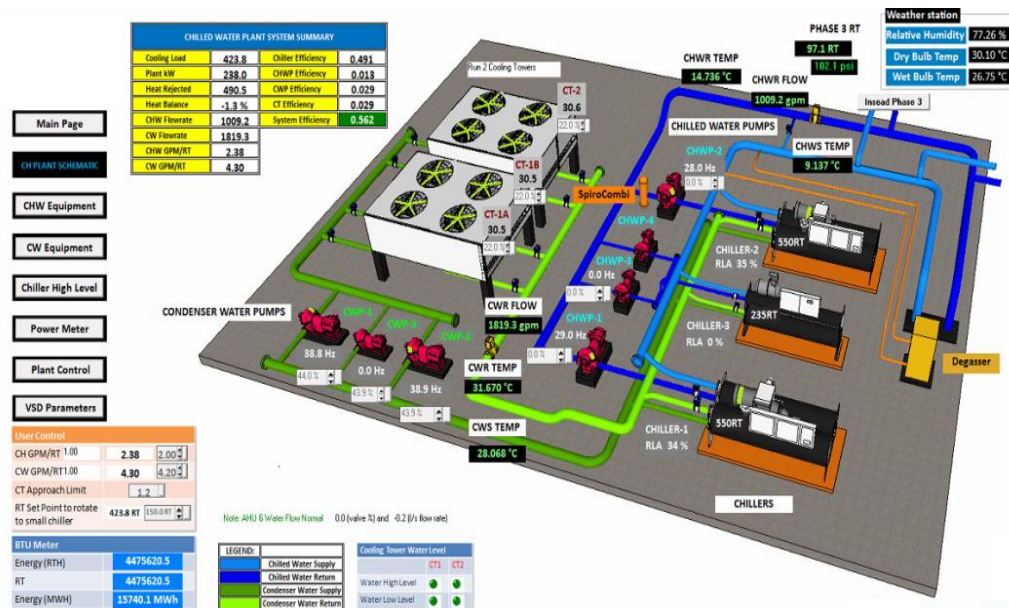 CHILLED WATER PLANT SYSTEM SUMMARY
Cooling Load 423.8 Chiller Efficiency 0.491
Plant kW 238.0 CHWP Efficiency 0.013
Heat Rejected 490.5 CWP Efficiency 0.029
Heat Balance -1.3 % CT Efficiency 0.029
CHW Flowrate 1009.2 System Efficiency 0.562
CW Flowrate 1819.3
CHW GPM/RT 2.38
CW GPM/RT 4.30
Weather station
Relative Humidity 77.26 %
Dry Bulb Temp 30.10 °C
Wet Bulb Temp 26.75 °C
PHASE 3 RT
97.1 RT
102.1 psi
Insead Phase 3
CHWR TEMP
14.736 °C
CHWR FLOW
1009.2 gpm
CHWS TEMP
9.137 °C
Run 2 Cooling Towers
CT-2
30.6
22.0 %
CT-1B
30.5
22.0 %
CT-1A
30.5
22.0 %
CHILLED WATER PUMPS
CHWP-2
28.0 Hz
0.0 %
SpiroCombi
CHWP-4
CHWP-3
0.0 Hz
0.0 %
CHWP-1
29.0 Hz
0.0 %
550RT
CHILLER-2
RLA 35 %
235RT
CHILLER-3
RLA 0 %
550RT
CHILLER-1
RLA 34 %
CHILLERS
Degasser
CONDENSER WATER PUMPS
CWP-1
38.8 Hz
44.0 %
CWP-3
0.0 Hz
43.9 %
CWP-2
38.9 Hz
43.9 %
CWR FLOW
1819.3 gpm
CWR TEMP
31.670 °C
CWS TEMP
28.068 °C
Main Page
CH PLANT SCHEMATIC
CHW Equipment
CW Equipment
Chiller High Level
Power Meter
Plant Control
VSD Parameters
User Control
CH GPM/RT 1.00 2.38 2.00
CW GPM/RT 1.00 4.30 4.20
CT Approach Limit 1.2
RT Set Point to rotate
to small chiller 423.8 RT 150.0 RT
BTU Meter
Energy (RTH) 4475620.5
RT 4475620.5
Energy (MWH) 15740.1 MWh
Note: AHU 6 Water Flow Normal 0.0 (valve %) and -0.2 (l/s flow rate)
LEGEND:
Chilled Water Supply
Chilled Water Return
Condenser Water Supply
Condenser Water Return
Cooling Tower Water Level
CT1 CT2
Water High Level
Water Low Level